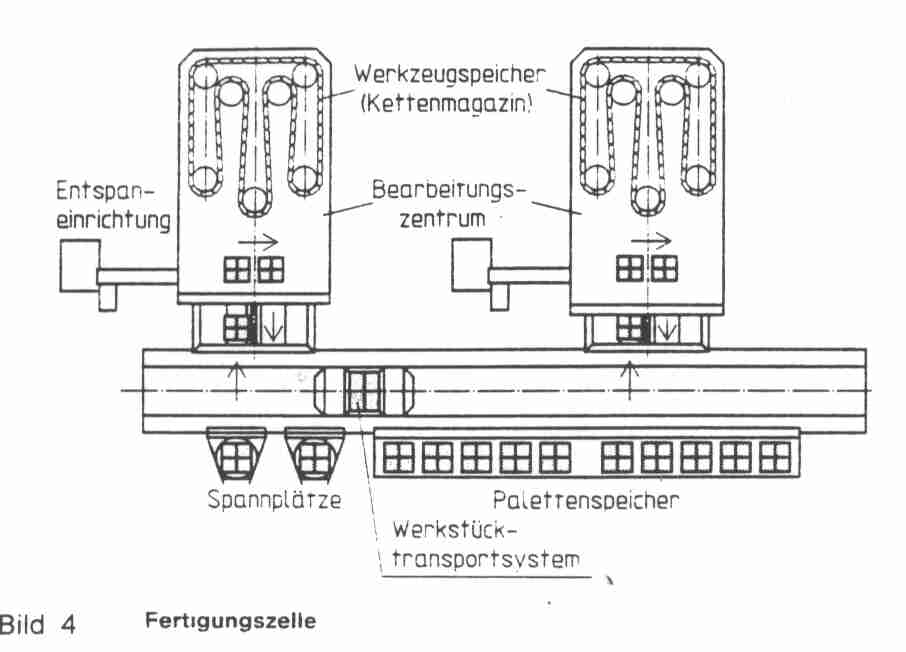 Werkzeugspeicher
(Kettenmagazin)
Entspan-
einrichtung
Bearbeitungs-
zentrum
Spannplätze
Palettenspeicher
Werkstück-
transportsystem
Bild 4 Fertigungszelle